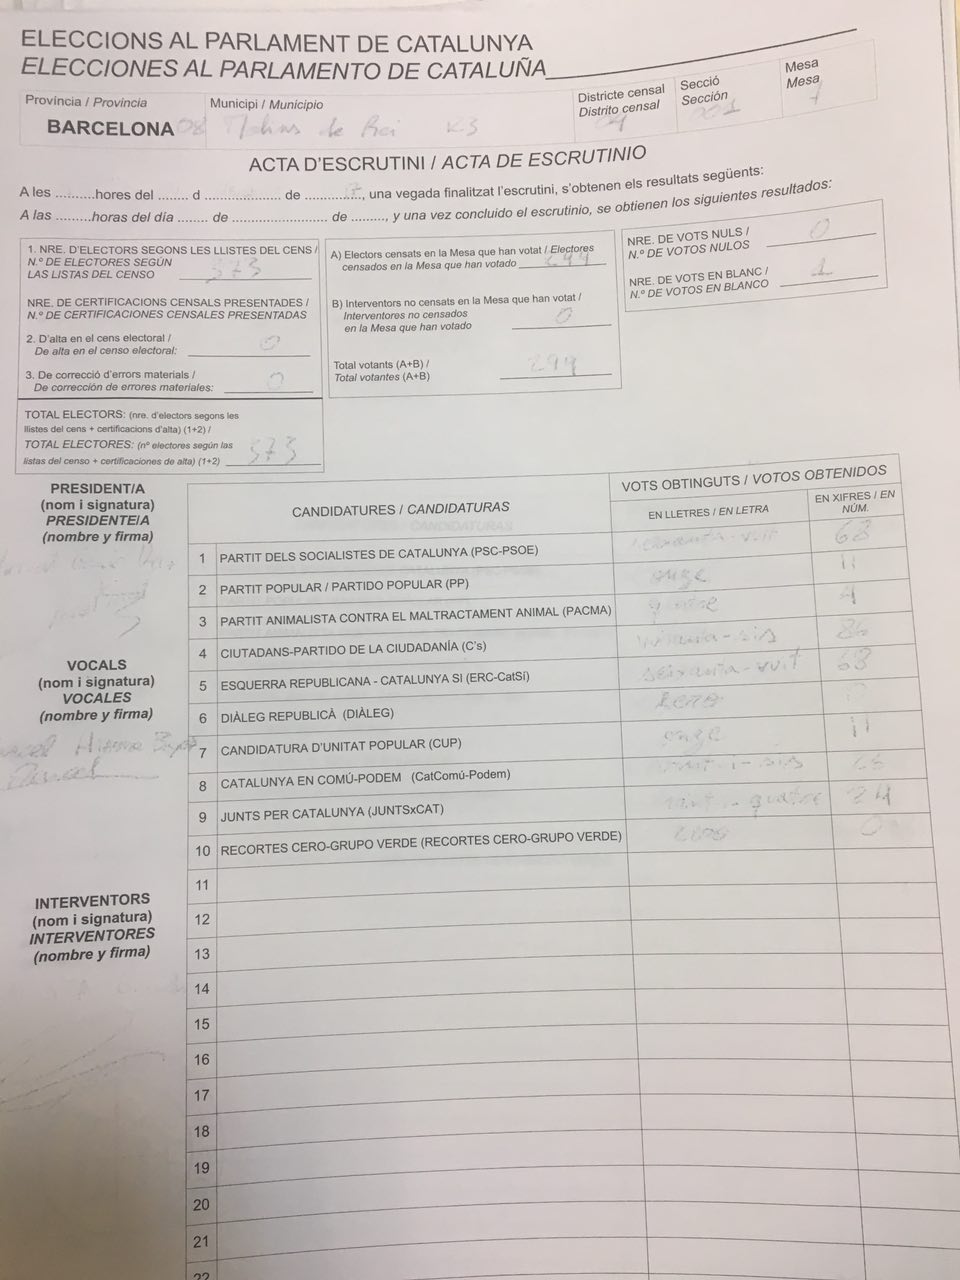 ELECCIONS AL PARLAMENT DE CATALUNYA
ELECCIONES AL PARLAMENTO DE CATALUÑA
Província / Provincia
BARCELONA 08
Municipi / Municipio
Molins de Rei K3
Districte censal
Distrito censal
04
Secció
Sección
001
Mesa
Mesa
ACTA D'ESCRUTINI / ACTA DE ESCRUTINIO
A les ..........hores del ........ d ..................... de ............... 17, una vegada finalitzat l'escrutini, s'obtenen els resultats següents:
A las .........horas del día ........ de ......................... de ........., y una vez concluido el escrutinio, se obtienen los siguientes resultados:
1. NRE. D'ELECTORS SEGONS LES LLISTES DEL CENS /
N.º DE ELECTORES SEGÚN
LAS LISTAS DEL CENSO 373
NRE. DE CERTIFICACIONS CENSALS PRESENTADES /
N.º DE CERTIFICACIONES CENSALES PRESENTADAS
2. D'alta en el cens electoral /
De alta en el censo electoral: 0
3. De correcció d'errors materials /
De corrección de errores materiales: 0
TOTAL ELECTORS: (nre. d'electors segons les
llistes del cens + certificacions d'alta) (1+2) /
TOTAL ELECTORES: (nº electores según las
listas del censo + certificaciones de alta) (1+2) 373
A) Electors censats en la Mesa que han votat / Electores
censados en la Mesa que han votado 299
B) Interventors no censats en la Mesa que han votat /
Interventores no censados
en la Mesa que han votado 0
Total votants (A+B) /
Total votantes (A+B) 299
NRE. DE VOTS NULS /
N.º DE VOTOS NULOS 0
NRE. DE VOTS EN BLANC /
N.º DE VOTOS EN BLANCO 1
PRESIDENT/A
(nom i signatura)
PRESIDENTE/A
(nombre y firma)
VOCALS
(nom i signatura)
VOCALES
(nombre y firma)
INTERVENTORS
(nom i signatura)
INTERVENTORES
(nombre y firma)
CANDIDATURES / CANDIDATURAS
VOTS OBTINGUTS / VOTOS OBTENIDOS
EN LLETRES / EN LETRA
EN XIFRES / EN
NÚM.
1 PARTIT DELS SOCIALISTES DE CATALUNYA (PSC-PSOE) seixanta-vuit 68
2 PARTIT POPULAR / PARTIDO POPULAR (PP) onze 11
3 PARTIT ANIMALISTA CONTRA EL MALTRACTAMENT ANIMAL (PACMA) quatre 4
4 CIUTADANS-PARTIDO DE LA CIUDADANÍA (C's) vuitanta-sis 86
5 ESQUERRA REPUBLICANA - CATALUNYA SI (ERC-CatSí) seixanta-vuit 68
6 DIÀLEG REPUBLICÀ (DIÀLEG) zero 0
7 CANDIDATURA D'UNITAT POPULAR (CUP) onze 11
8 CATALUNYA EN COMÚ-PODEM (CatComú-Podem) vint-i-sis 26
9 JUNTS PER CATALUNYA (JUNTSxCAT) vint-i-quatre 24
10 RECORTES CERO-GRUPO VERDE (RECORTES CERO-GRUPO VERDE) zero 0
11
12
13
14
15
16
17
18
19
20
21
22